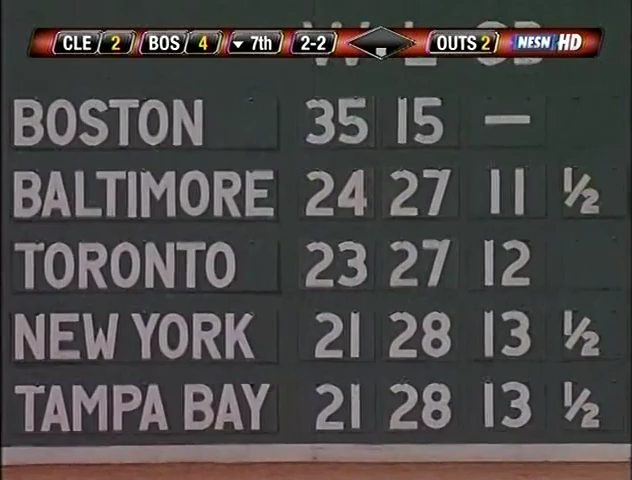 CLE 2 BOS 4 7th 2-2 OUTS 2 NESN HD
W L GB
BOSTON 35 15 —
BALTIMORE 24 27 11 ½
TORONTO 23 27 12
NEW YORK 21 28 13 ½
TAMPA BAY 21 28 13 ½